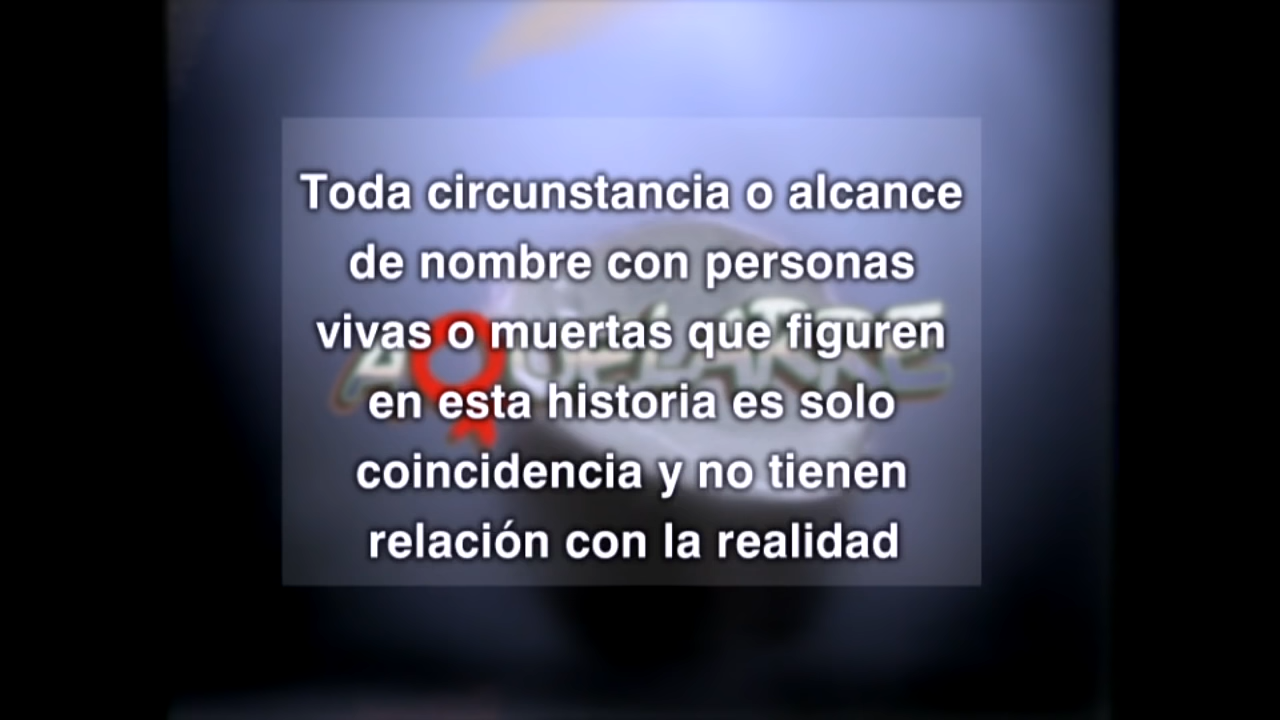 Toda circunstancia o alcance
de nombre con personas
vivas o muertas que figuren
en esta historia es solo
coincidencia y no tienen
relación con la realidad
AQUELARRE